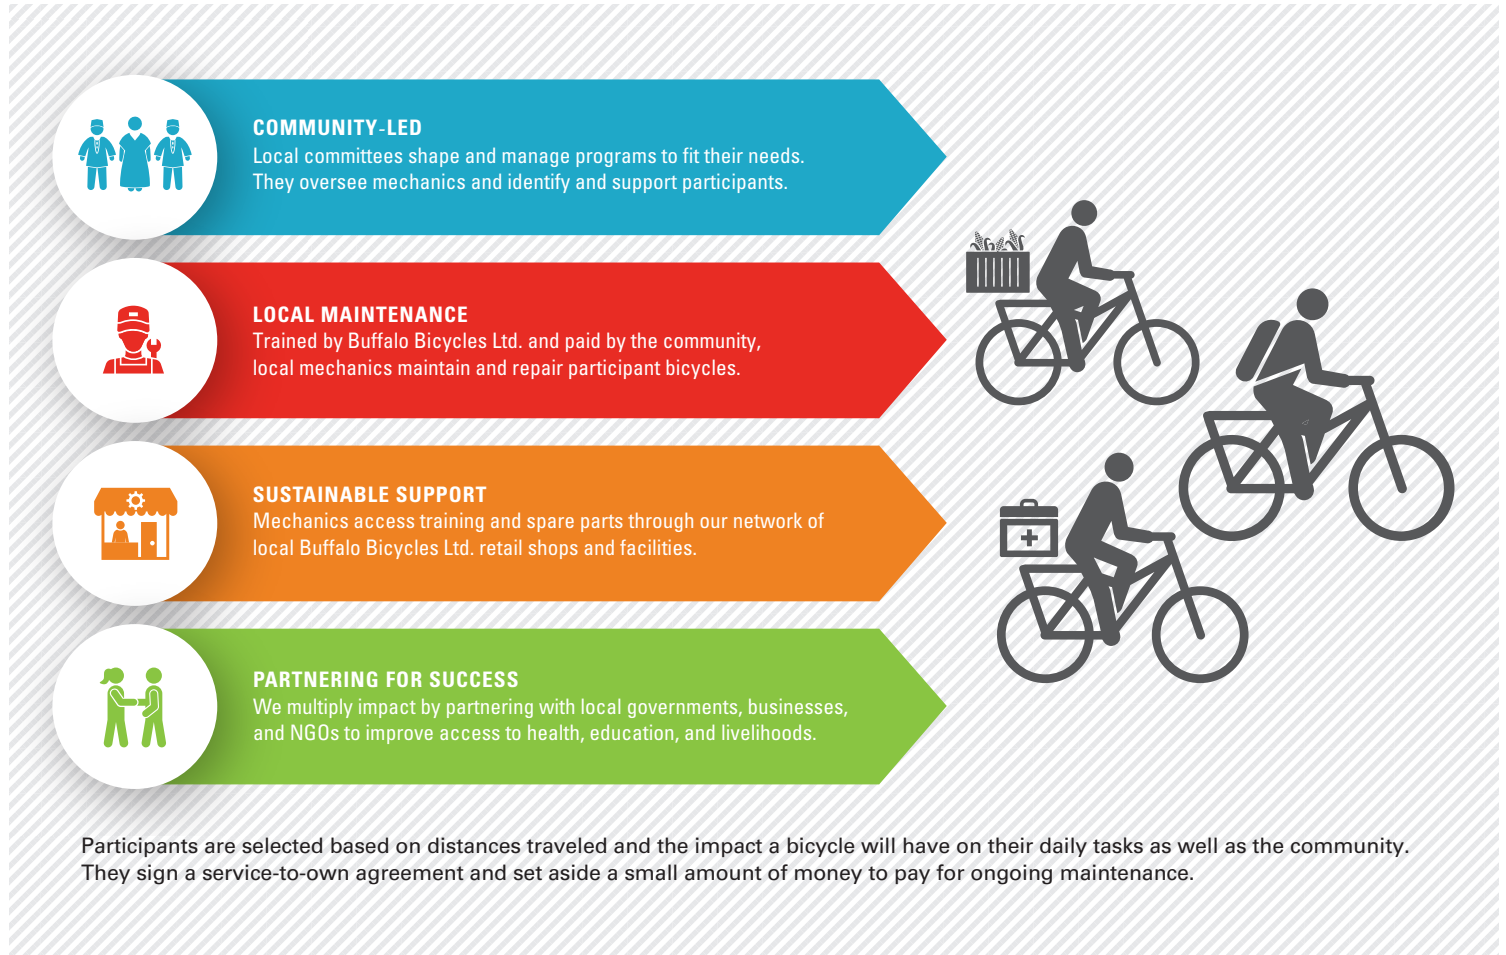 COMMUNITY-LED
Local committees shape and manage programs to fit their needs.
They oversee mechanics and identify and support participants.
LOCAL MAINTENANCE
Trained by Buffalo Bicycles Ltd. and paid by the community,
local mechanics maintain and repair participant bicycles.
SUSTAINABLE SUPPORT
Mechanics access training and spare parts through our network of
local Buffalo Bicycles Ltd. retail shops and facilities.
PARTNERING FOR SUCCESS
We multiply impact by partnering with local governments, businesses,
and NGOs to improve access to health, education, and livelihoods.
Participants are selected based on distances traveled and the impact a bicycle will have on their daily tasks as well as the community.
They sign a service-to-own agreement and set aside a small amount of money to pay for ongoing maintenance.